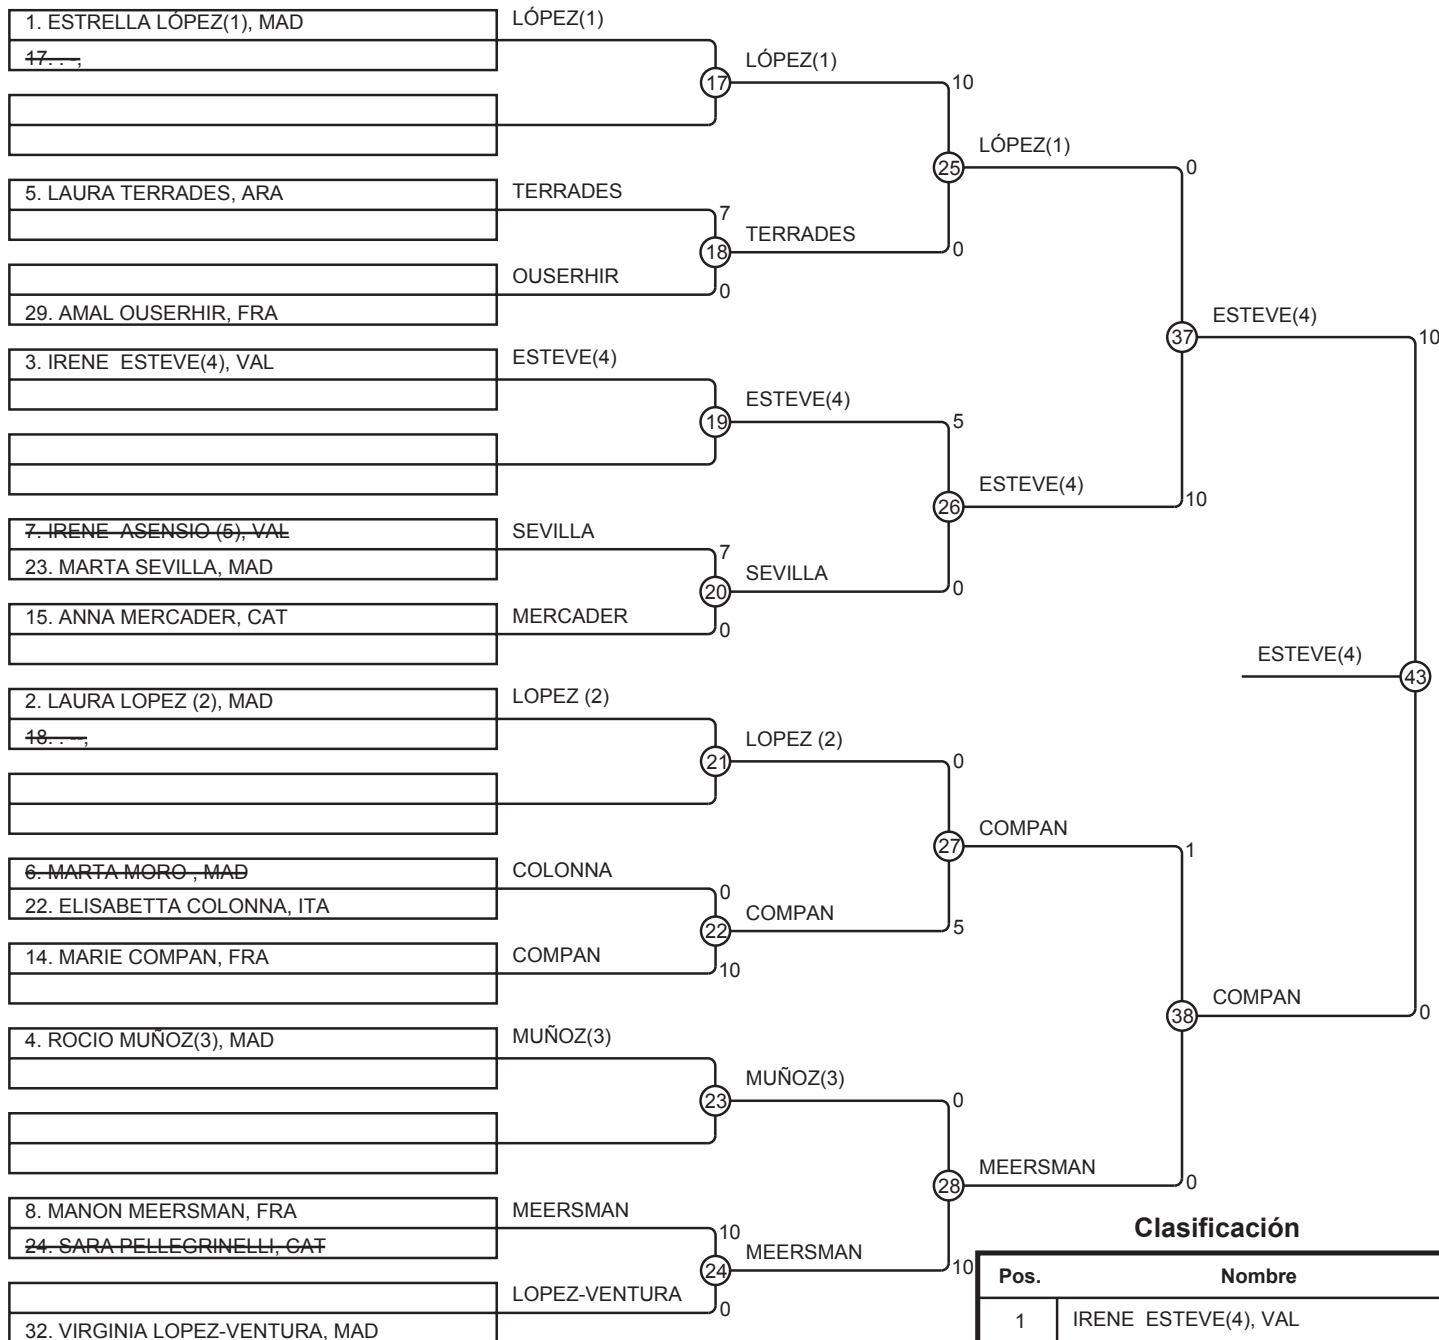 1. ESTRELLA LÓPEZ(1), MAD
17. . -,
5. LAURA TERRADES, ARA
29. AMAL OUSERHIR, FRA
3. IRENE  ESTEVE(4), VAL
7. IRENE  ASENSIO (5), VAL
23. MARTA SEVILLA, MAD
15. ANNA MERCADER, CAT
2. LAURA LOPEZ (2), MAD
18. . --,
6. MARTA MORO , MAD
22. ELISABETTA COLONNA, ITA
14. MARIE COMPAN, FRA
4. ROCIO MUÑOZ(3), MAD
8. MANON MEERSMAN, FRA
24. SARA PELLEGRINELLI, CAT
32. VIRGINIA LOPEZ-VENTURA, MAD
LÓPEZ(1)
17
TERRADES
7
18
OUSERHIR
0
ESTEVE(4)
19
SEVILLA
7
20
MERCADER
0
LOPEZ (2)
21
COLONNA
0
22
COMPAN
10
MUÑOZ(3)
23
MEERSMAN
10
24
LOPEZ-VENTURA
0
LÓPEZ(1)
10
25
TERRADES
0
ESTEVE(4)
5
26
SEVILLA
0
LOPEZ (2)
0
27
COMPAN
5
MUÑOZ(3)
0
28
MEERSMAN
10
LÓPEZ(1)
0
37
ESTEVE(4)
10
COMPAN
1
38
MEERSMAN
0
ESTEVE(4)
10
ESTEVE(4)
43
COMPAN
0
Clasificación
Pos. Nombre
1 IRENE  ESTEVE(4), VAL